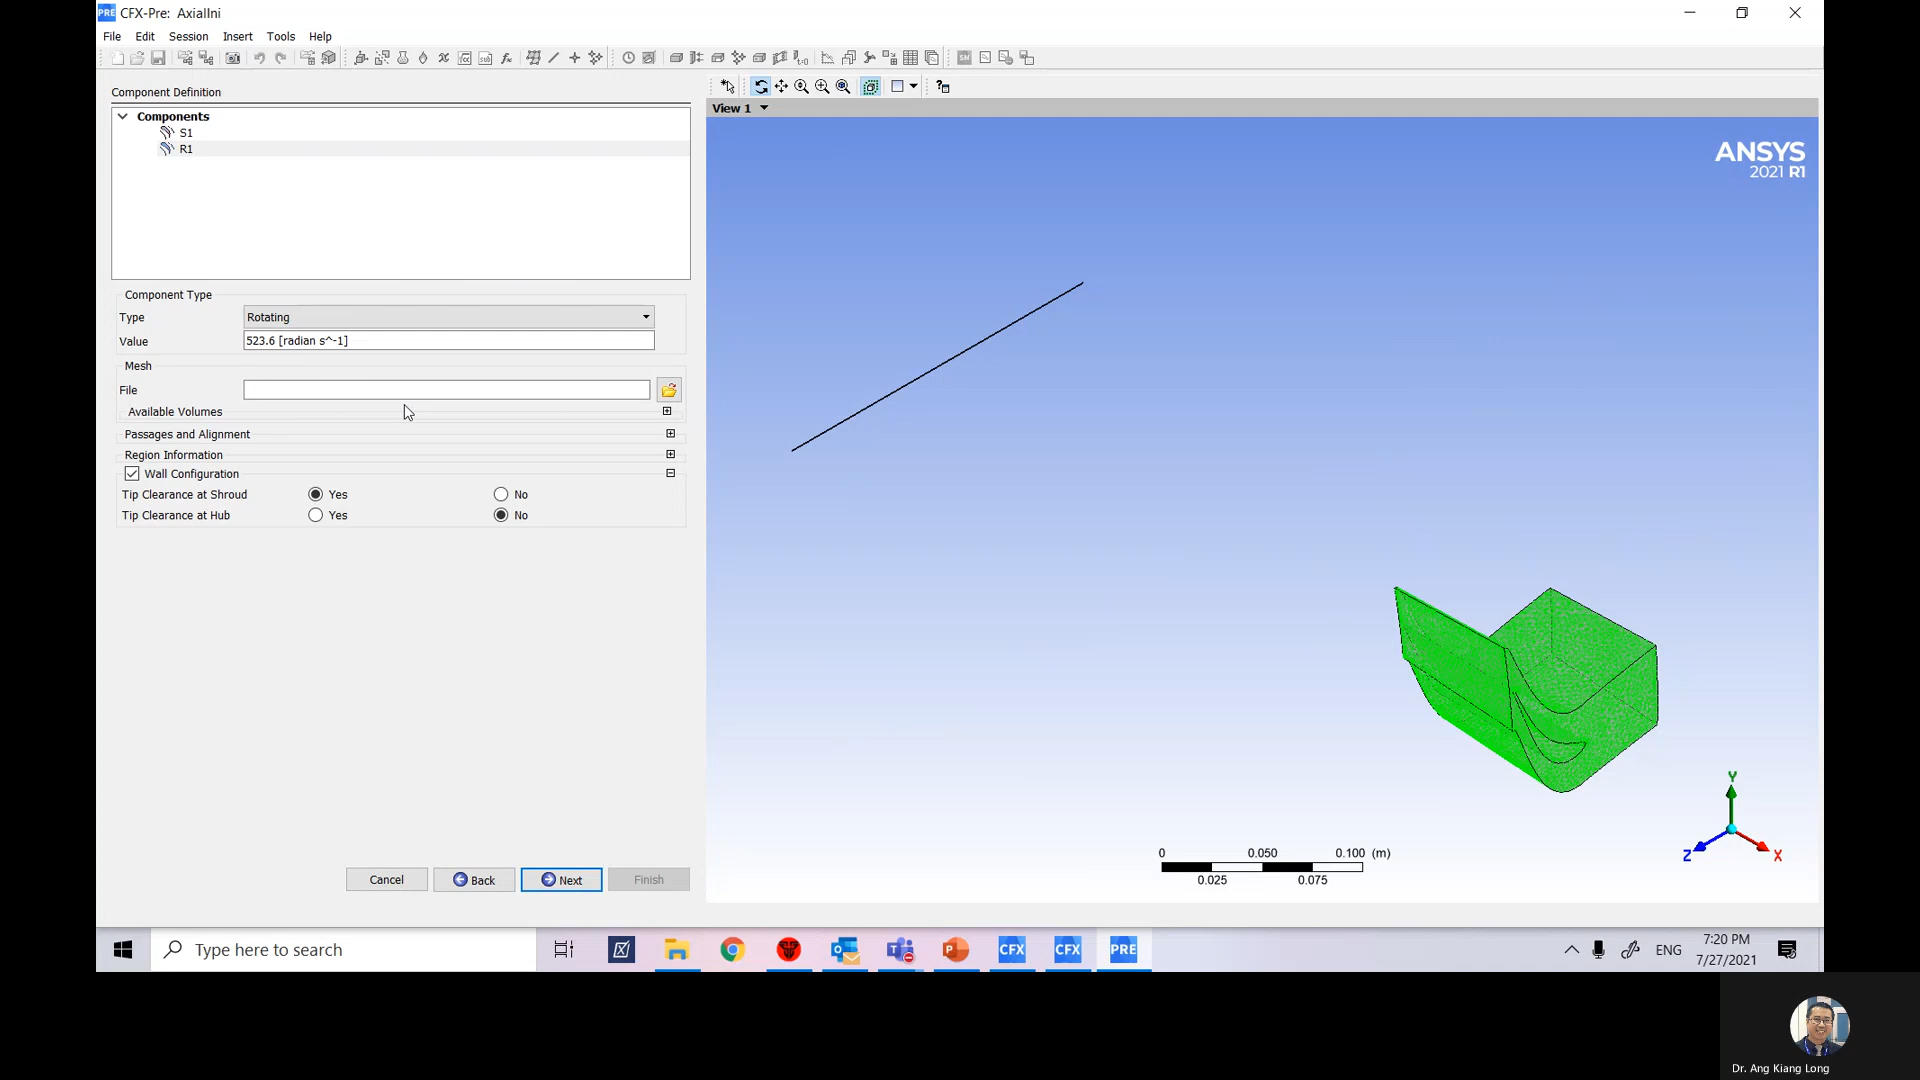 PRE CFX-Pre: AxialIni
File Edit Session Insert Tools Help
Component Definition
Components
S1
R1
Component Type
Type Rotating
Value 523.6 [radian s^-1]
Mesh
File
Available Volumes
Passages and Alignment
Region Information
Wall Configuration
Tip Clearance at Shroud Yes No
Tip Clearance at Hub Yes No
Cancel Back Next Finish
View 1
ANSYS
2021 R1
0 0.050 0.100 (m)
0.025 0.075
Y
Z X
Type here to search
CFX CFX PRE
ENG
7:20 PM
7/27/2021
Dr. Ang Kiang Long